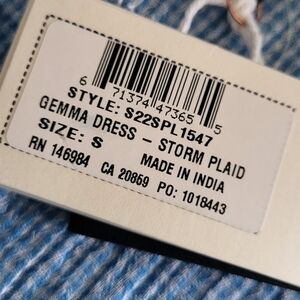 6 71374 47365 5
STYLE: S22SPL1547
GEMMA DRESS – STORM PLAID
SIZE: S MADE IN INDIA
RN 146984 CA 20869 PO: 1018443